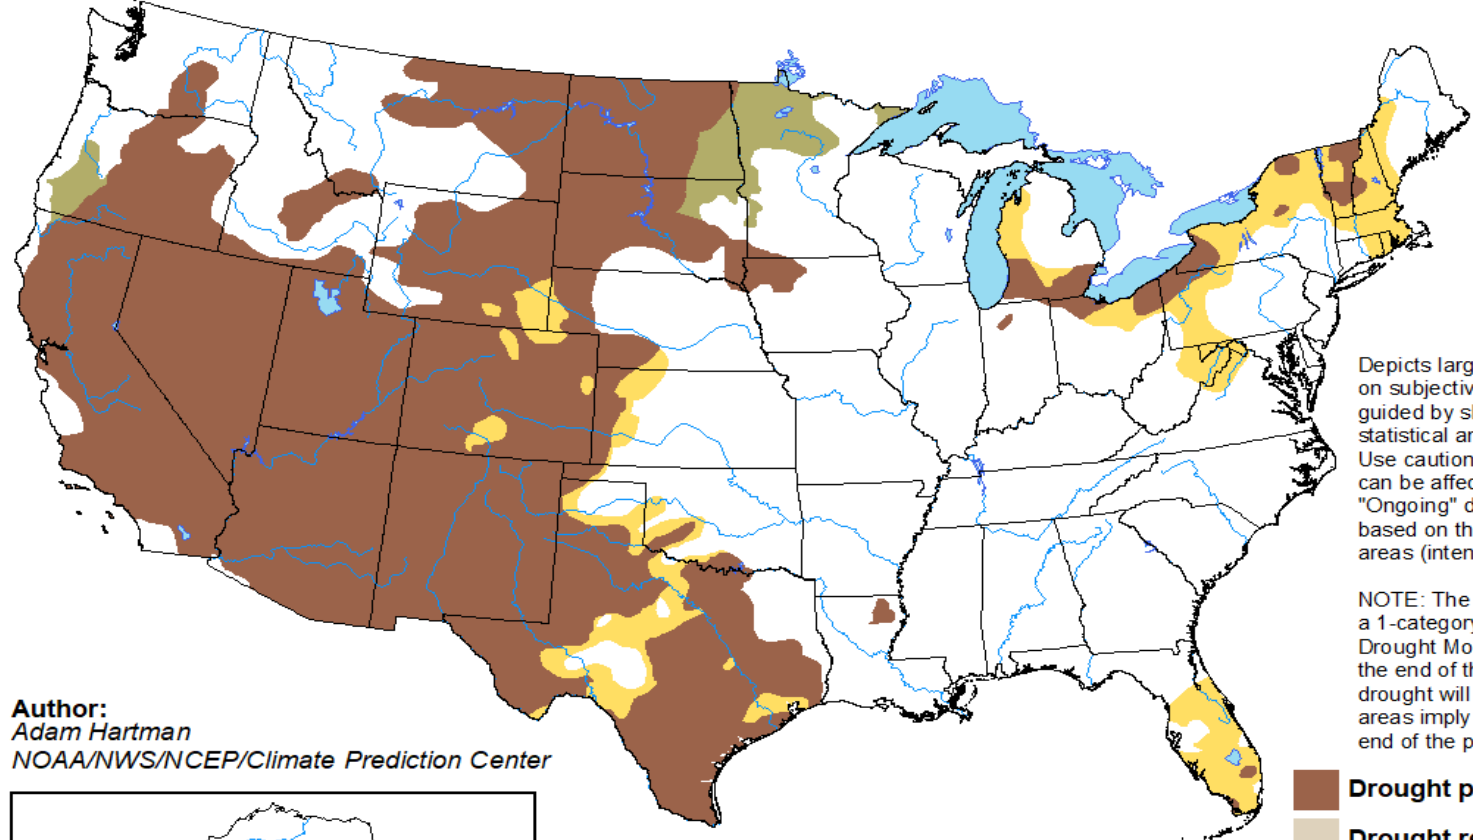 Depicts larg
on subjectiv
guided by s
statistical ar
Use caution
can be affec
"Ongoing" d
based on th
areas (inten
NOTE: The
a 1-category
Drought Mo
the end of th
drought will
areas imply
end of the p
Author:
Adam Hartman
NOAA/NWS/NCEP/Climate Prediction Center
Drought p
Drought re